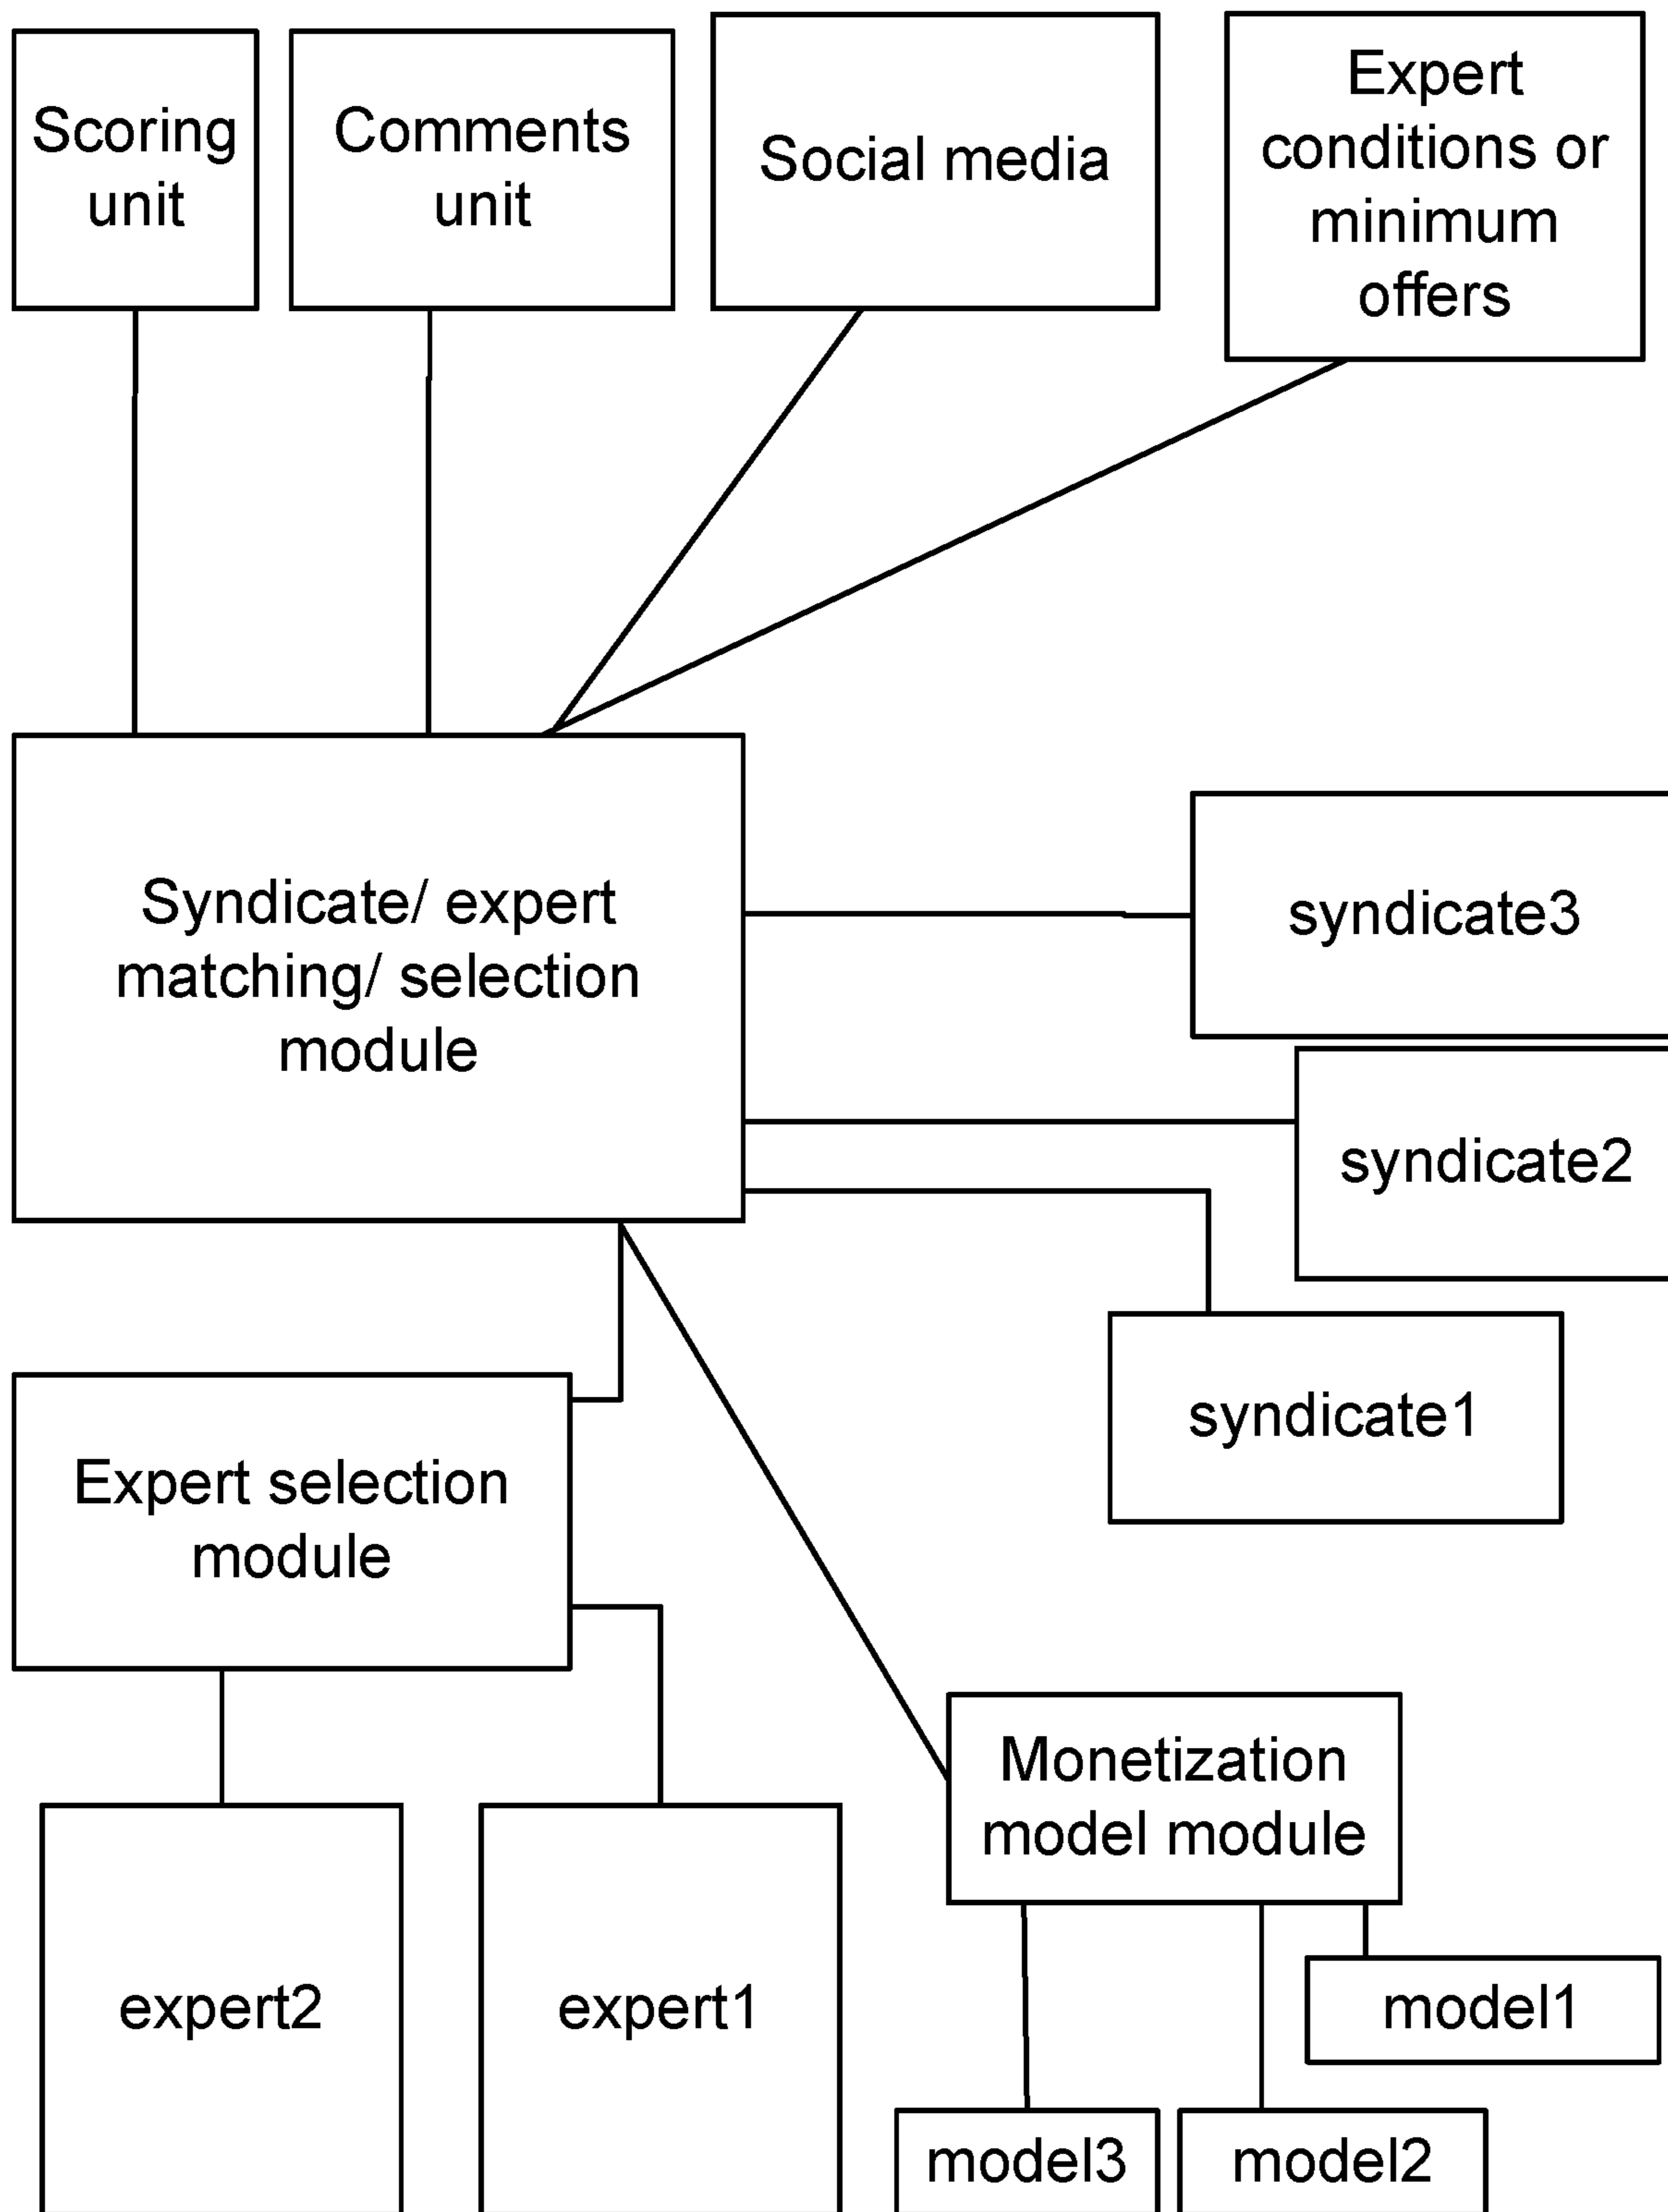 Scoring
unit
Comments
unit
Social media
Expert
conditions or
minimum
offers
Syndicate/ expert
matching/ selection
module
syndicate3
syndicate2
syndicate1
Expert selection
module
Monetization
model module
expert2
expert1
model1
model3
model2